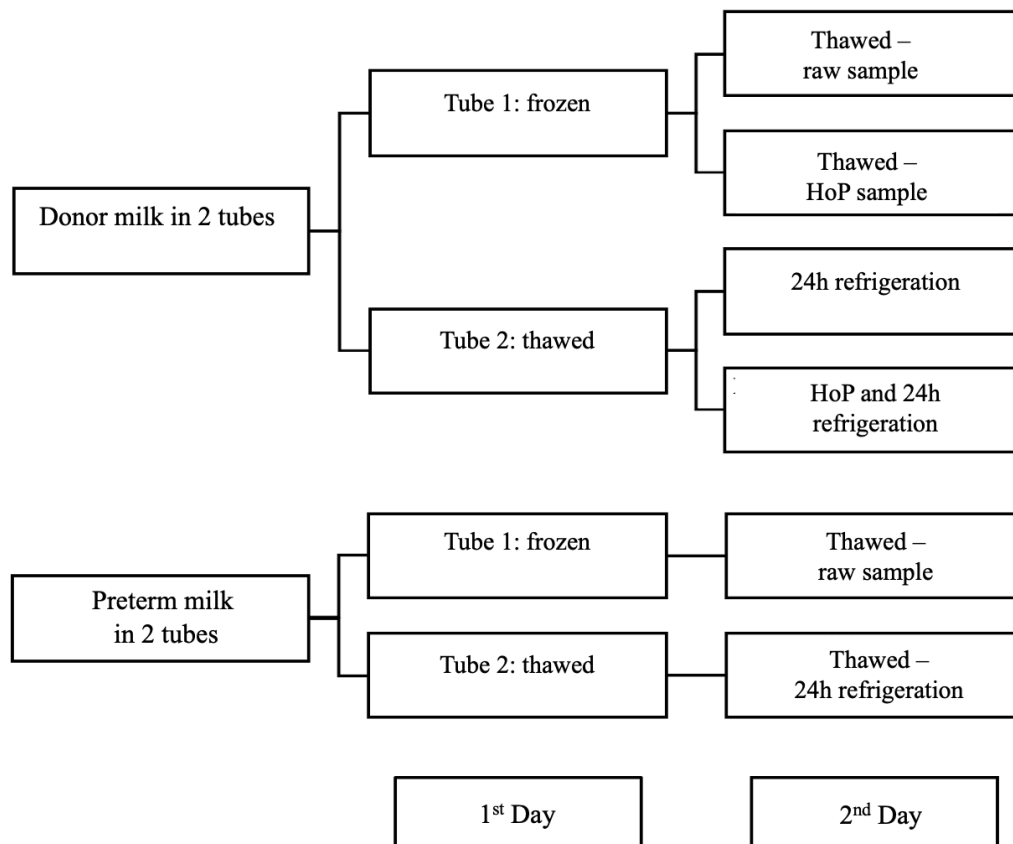 Donor milk in 2 tubes
Tube 1: frozen
Thawed –
raw sample
Thawed –
HoP sample
Tube 2: thawed
24h refrigeration
HoP and 24h
refrigeration
Preterm milk
in 2 tubes
Tube 1: frozen
Thawed –
raw sample
Tube 2: thawed
Thawed –
24h refrigeration
1st Day
2nd Day